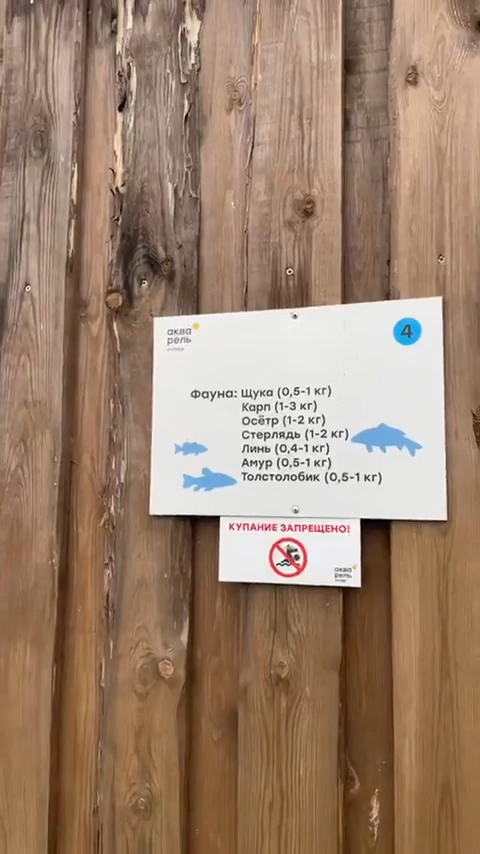 аква
рель
4
Фауна: Щука (0,5-1 кг)
Карп (1-3 кг)
Осётр (1-2 кг)
Стерлядь (1-2 кг)
Линь (0,4-1 кг)
Амур (0,5-1 кг)
Толстолобик (0,5-1 кг)
КУПАНИЕ ЗАПРЕЩЕНО!
аква
рель